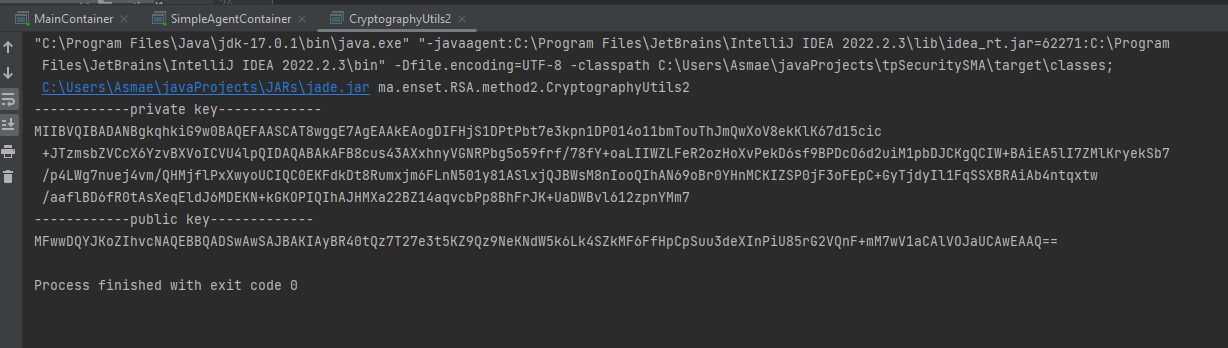 MainContainer
SimpleAgentContainer
CryptographyUtils2
"C:\Program Files\Java\jdk-17.0.1\bin\java.exe" "-javaagent:C:\Program Files\JetBrains\IntelliJ IDEA 2022.2.3\lib\idea_rt.jar=62271:C:\Program
Files\JetBrains\IntelliJ IDEA 2022.2.3\bin" -Dfile.encoding=UTF-8 -classpath C:\Users\Asmae\javaProjects\tpSecuritySMA\target\classes;
C:\Users\Asmae\javaProjects\JARs\jade.jar ma.enset.RSA.method2.CryptographyUtils2
------------private key-------------
MIIBVQIBADANBgkqhkiG9w0BAQEFAASCAT8wggE7AgEAAkEAogDIFHjS1DPtPbt7e3kpn1DP014o11bmTouThJmQwXoV8ekKlK67d15cic
+JTzmsbZVCcX6YzvBXVoICVU4lpQIDAQABAkAFB8cus43AXxhnyVGNRPbg5o59frf/78fY+oaLIIWZLFeR2ozHoXvPekD6sf9BPDcO6d2uiM1pbDJCKgQCIW+BAiEA5lI7ZMlKryekSb7
/p4LWg7nuej4vm/QHMjflPxXwyoUCIQC0EKFdkDt8Rumxjm6FLnN501y81ASlxjQJBWsM8nIooQIhAN69oBr0YHnMCKIZSP0jF3oFEpC+GyTjdyIl1FqSSXBRAiAb4ntqxtw
/aaflBD6fR0tAsXeqEldJ6MDEKN+kGKOPIQIhAJHMXa22BZ14aqvcbPp8BhFrJK+UaDWBvl612zpnYMm7
------------public key-------------
MFwwDQYJKoZIhvcNAQEBBQADSwAwSAJBAKIAyBR40tQz7T27e3t5KZ9Qz9NeKNdW5k6Lk4SZkMF6FfHpCpSuu3deXInPiU85rG2VQnF+mM7wV1aCAlVOJaUCAwEAAQ==
Process finished with exit code 0